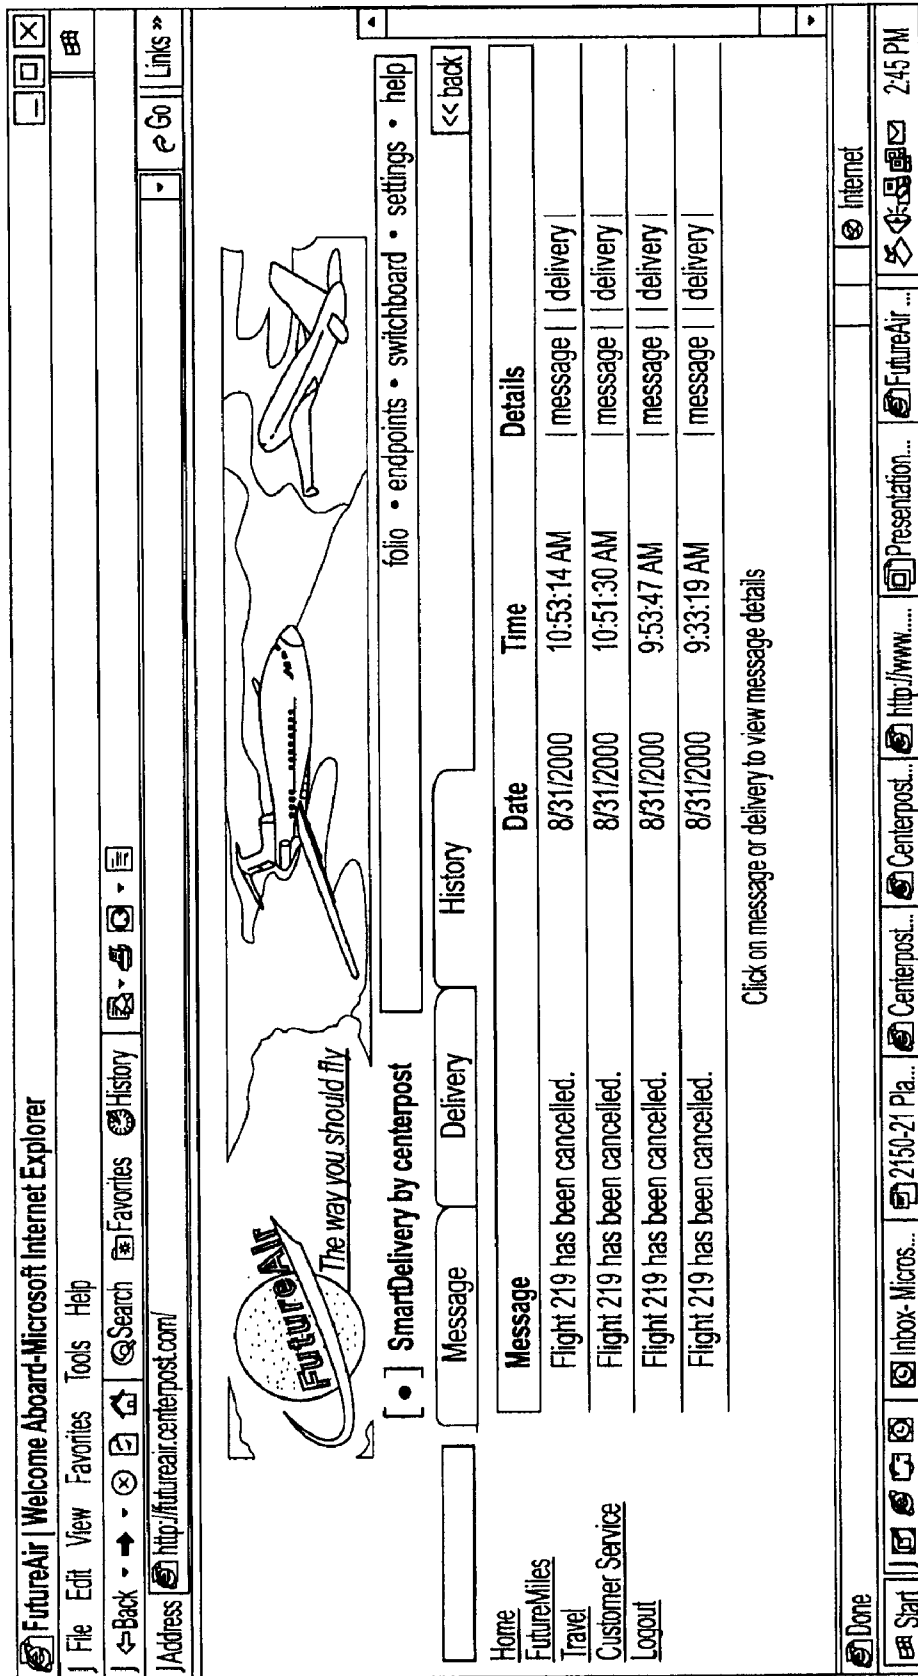 FutureAir | Welcome Aboard-Microsoft Internet Explorer
File Edit View Favorites Tools Help
Back Search Favorites History
Address http://futureair.centerpost.com/ Go Links »
FutureAir
The way you should fly
[•] SmartDelivery by centerpost
folio • endpoints • switchboard • settings • help
Message Delivery History << back
Home
FutureMiles
Travel
Customer Service
Logout
Message Date Time Details
Flight 219 has been cancelled. 8/31/2000 10:53:14 AM | message | | delivery |
Flight 219 has been cancelled. 8/31/2000 10:51:30 AM | message | | delivery |
Flight 219 has been cancelled. 8/31/2000 9:53:47 AM | message | | delivery |
Flight 219 has been cancelled. 8/31/2000 9:33:19 AM | message | | delivery |
Click on message or delivery to view message details
Done Internet
Start Inbox- Micros... 2150-21 Pla... Centerpost... Centerpost... http://www..... Presentation... FutureAir ... 2:45 PM